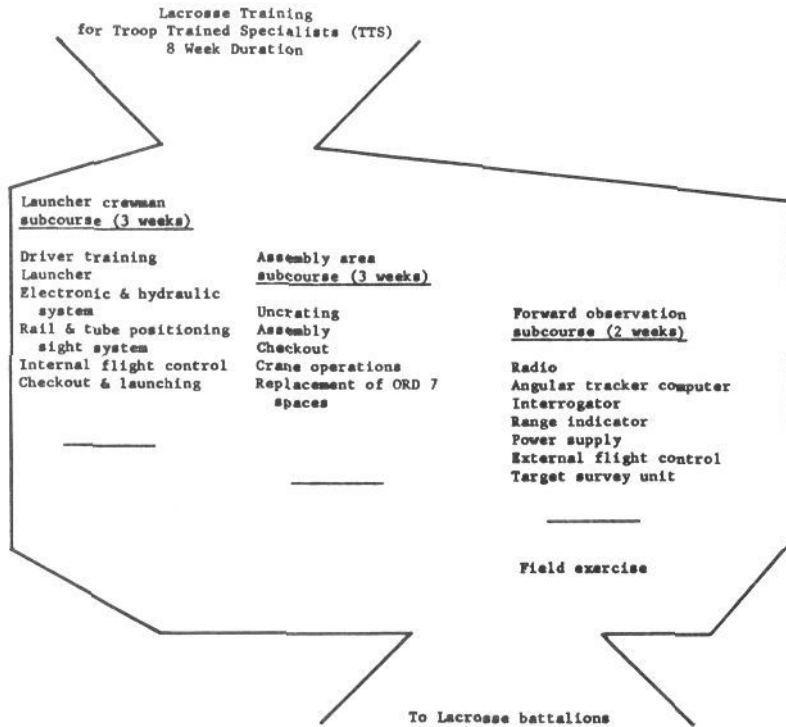 Lacrosse Training
for Troop Trained Specialists (TTS)
8 Week Duration
Launcher crewman
subcourse (3 weeks)
Driver training
Launcher
Electronic & hydraulic
system
Rail & tube positioning
sight system
Internal flight control
Checkout & launching
Assembly area
subcourse (3 weeks)
Uncrating
Assembly
Checkout
Crane operations
Replacement of ORD 7
spaces
Forward observation
subcourse (2 weeks)
Radio
Angular tracker computer
Interrogator
Range indicator
Power supply
External flight control
Target survey unit
Field exercise
To Lacrosse battalions